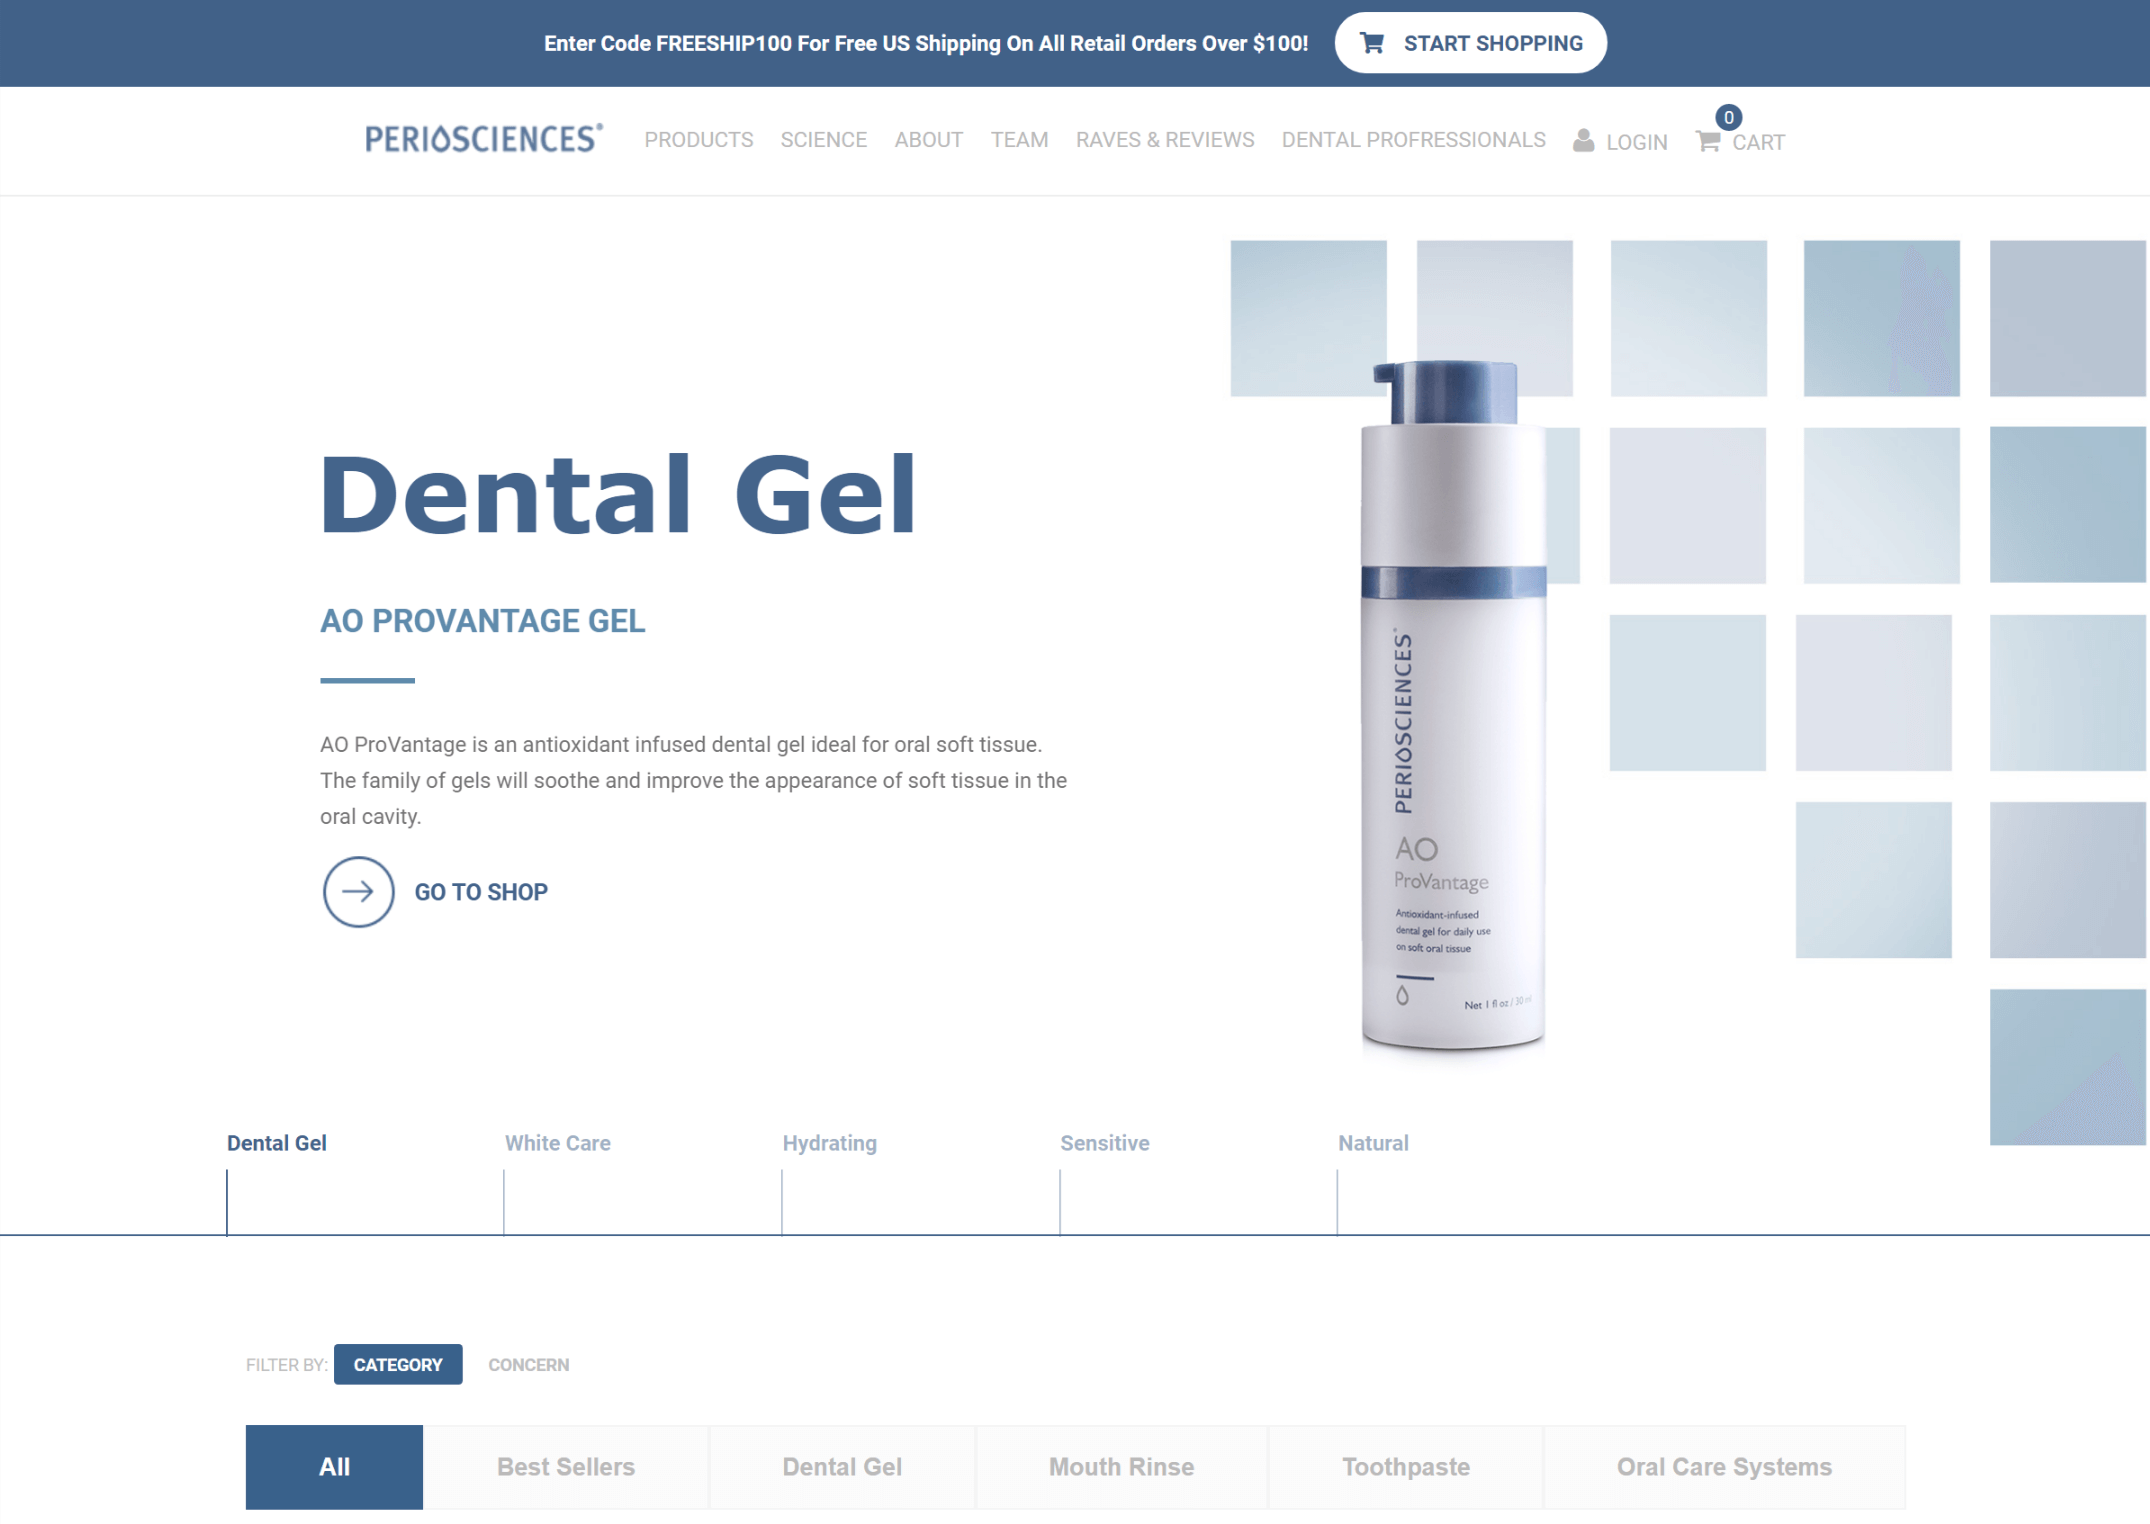 Enter Code FREESHIP100 For Free US Shipping On All Retail Orders Over $100!
START SHOPPING
PERIOSCIENCES®
PRODUCTS
SCIENCE
ABOUT
TEAM
RAVES & REVIEWS
DENTAL PROFRESSIONALS
LOGIN
0
CART
Dental Gel
AO PROVANTAGE GEL
AO ProVantage is an antioxidant infused dental gel ideal for oral soft tissue.
The family of gels will soothe and improve the appearance of soft tissue in the
oral cavity.
GO TO SHOP
PERIOSCIENCES®
AO
ProVantage
Antioxidant-infused
dental gel for daily use
on soft oral tissue
Net 1 fl oz / 30 ml
Dental Gel
White Care
Hydrating
Sensitive
Natural
FILTER BY:
CATEGORY
CONCERN
All
Best Sellers
Dental Gel
Mouth Rinse
Toothpaste
Oral Care Systems